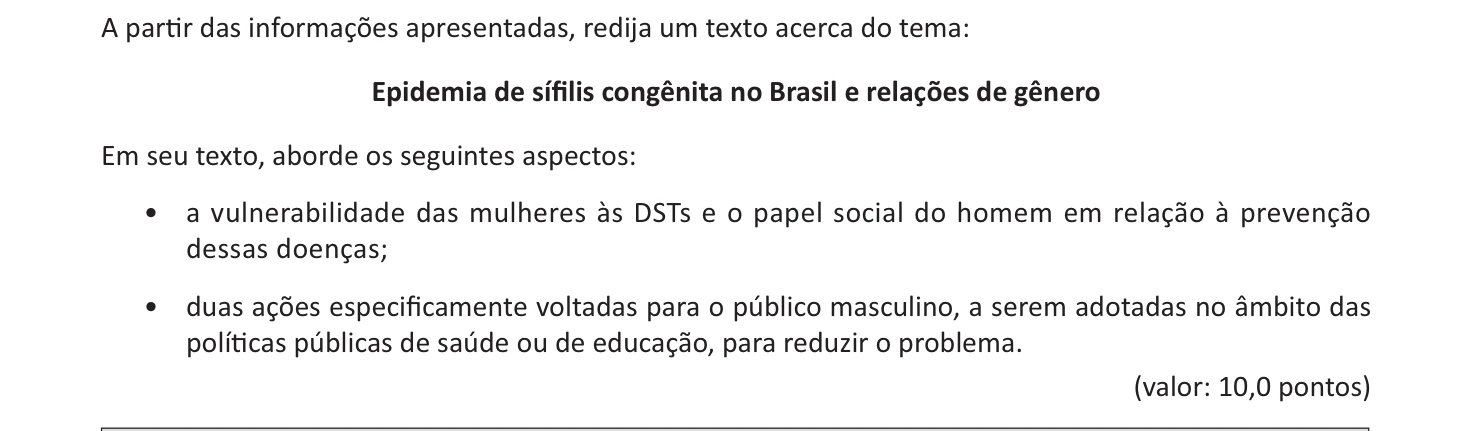 A partir das informações apresentadas, redija um texto acerca do tema:
Epidemia de sífilis congênita no Brasil e relações de gênero
Em seu texto, aborde os seguintes aspectos:
• a vulnerabilidade das mulheres às DSTs e o papel social do homem em relação à prevenção
dessas doenças;
• duas ações especificamente voltadas para o público masculino, a serem adotadas no âmbito das
políticas públicas de saúde ou de educação, para reduzir o problema.
(valor: 10,0 pontos)